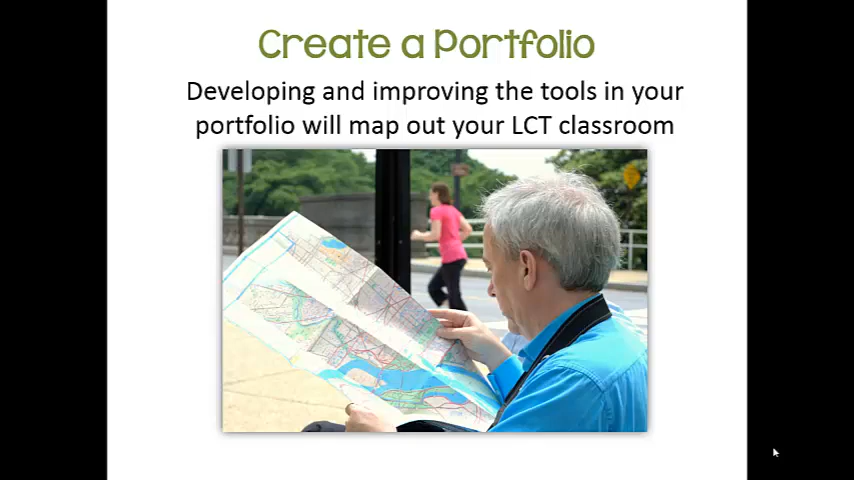 Create a Portfolio
Developing and improving the tools in your
portfolio will map out your LCT classroom